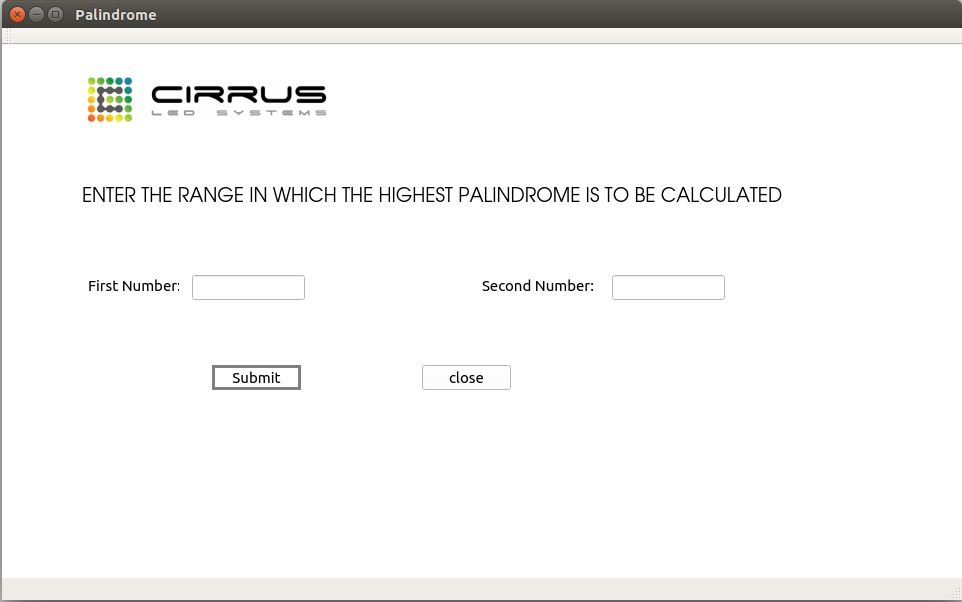 Palindrome
CIRRUS
LED SYSTEMS
ENTER THE RANGE IN WHICH THE HIGHEST PALINDROME IS TO BE CALCULATED
First Number: Second Number:
Submit close